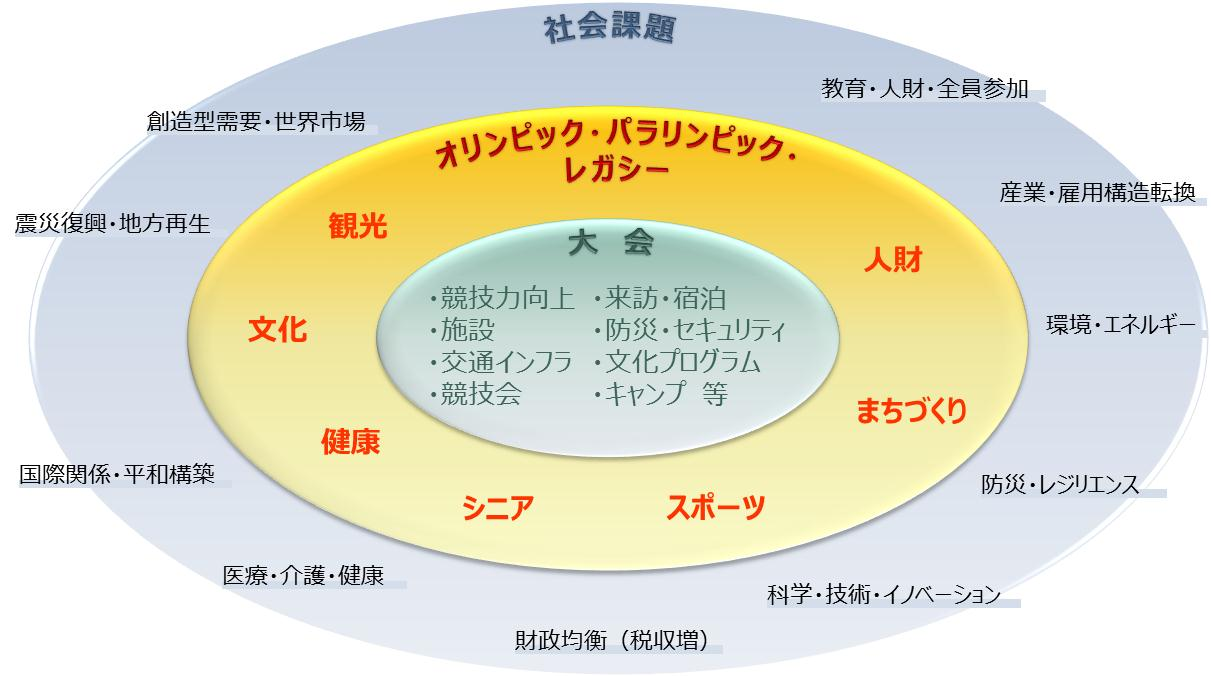 社会課題
教育・人財・全員参加
創造型需要・世界市場
オリンピック・パラリンピック・
レガシー
産業・雇用構造転換
震災復興・地方再生
観光
大　会
人財
・競技力向上　・来訪・宿泊
・施設　・防災・セキュリティ
・交通インフラ　・文化プログラム
・競技会　・キャンプ　等
文化
環境・エネルギー
まちづくり
健康
国際関係・平和構築
防災・レジリエンス
シニア
スポーツ
医療・介護・健康
科学・技術・イノベーション
財政均衡（税収増）